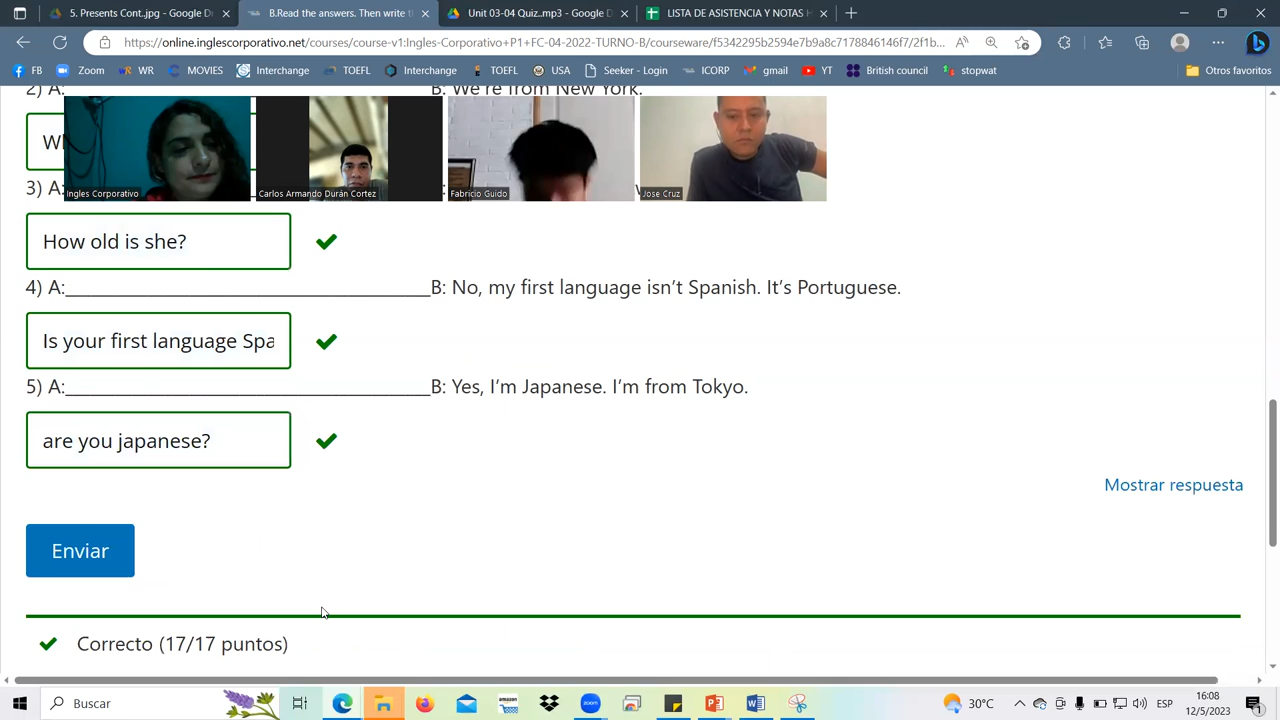 5. Presents Cont..jpg - Google D
B.Read the answers. Then write t
Unit 03-04 Quiz..mp3 - Google D
LISTA DE ASISTENCIA Y NOTAS H
https://online.inglescorporativo.net/courses/course-v1:Ingles-Corporativo+P1+FC-04-2022-TURNO-B/courseware/f5342295b2594e7b9a8c7178846146f7/2f1b...
FB Zoom WR MOVIES Interchange TOEFL Interchange TOEFL USA Seeker - Login ICORP gmail YT British council stopwat Otros favoritos
2) A: B: We're from New York.
Ingles Corporativo Carlos Armando Durán Cortez Fabricio Guido Jose Cruz
3) A:
How old is she?
4) A:________________________________________B: No, my first language isn't Spanish. It's Portuguese.
Is your first language Spa
5) A:________________________________________B: Yes, I'm Japanese. I'm from Tokyo.
are you japanese?
Mostrar respuesta
Enviar
Correcto (17/17 puntos)
Buscar amazon zoom 30°C ESP 16:08
12/5/2023 1